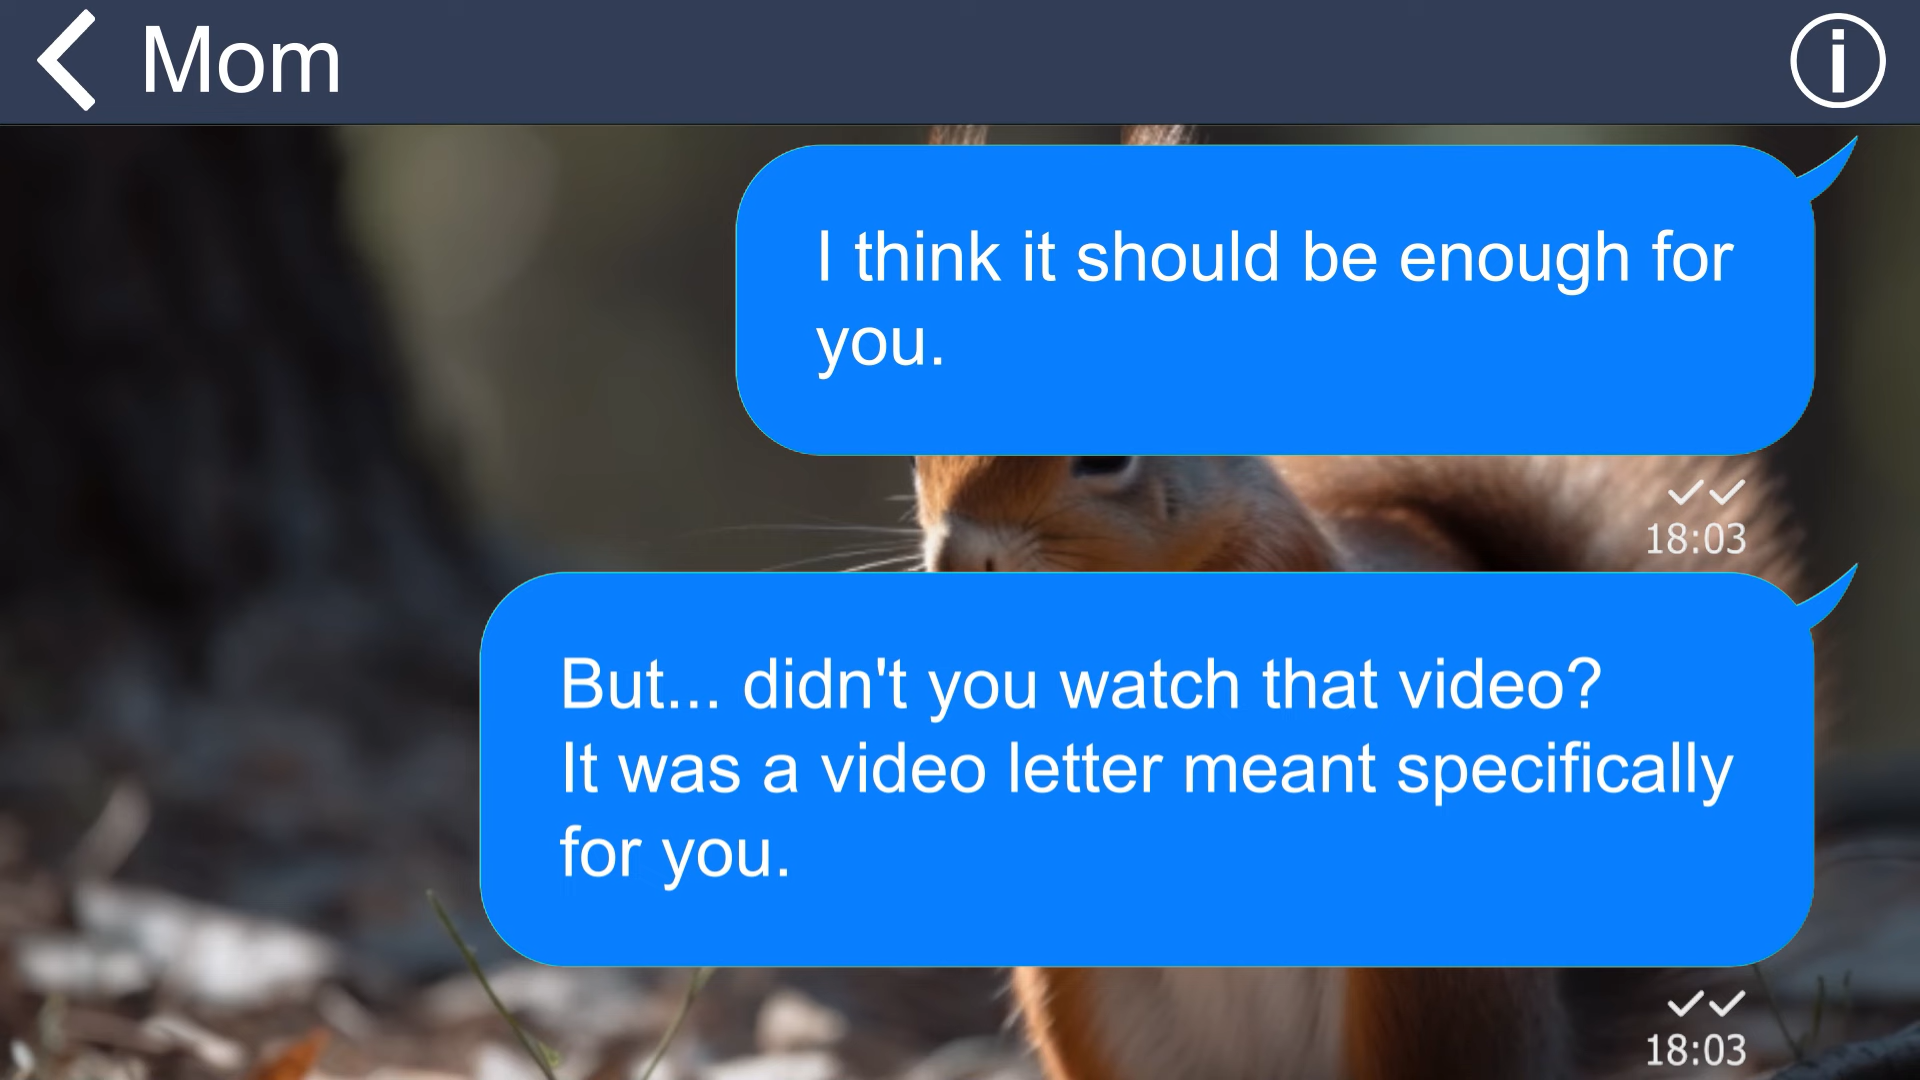 Mom
I think it should be enough for
you.
18:03
But... didn't you watch that video?
It was a video letter meant specifically
for you.
18:03